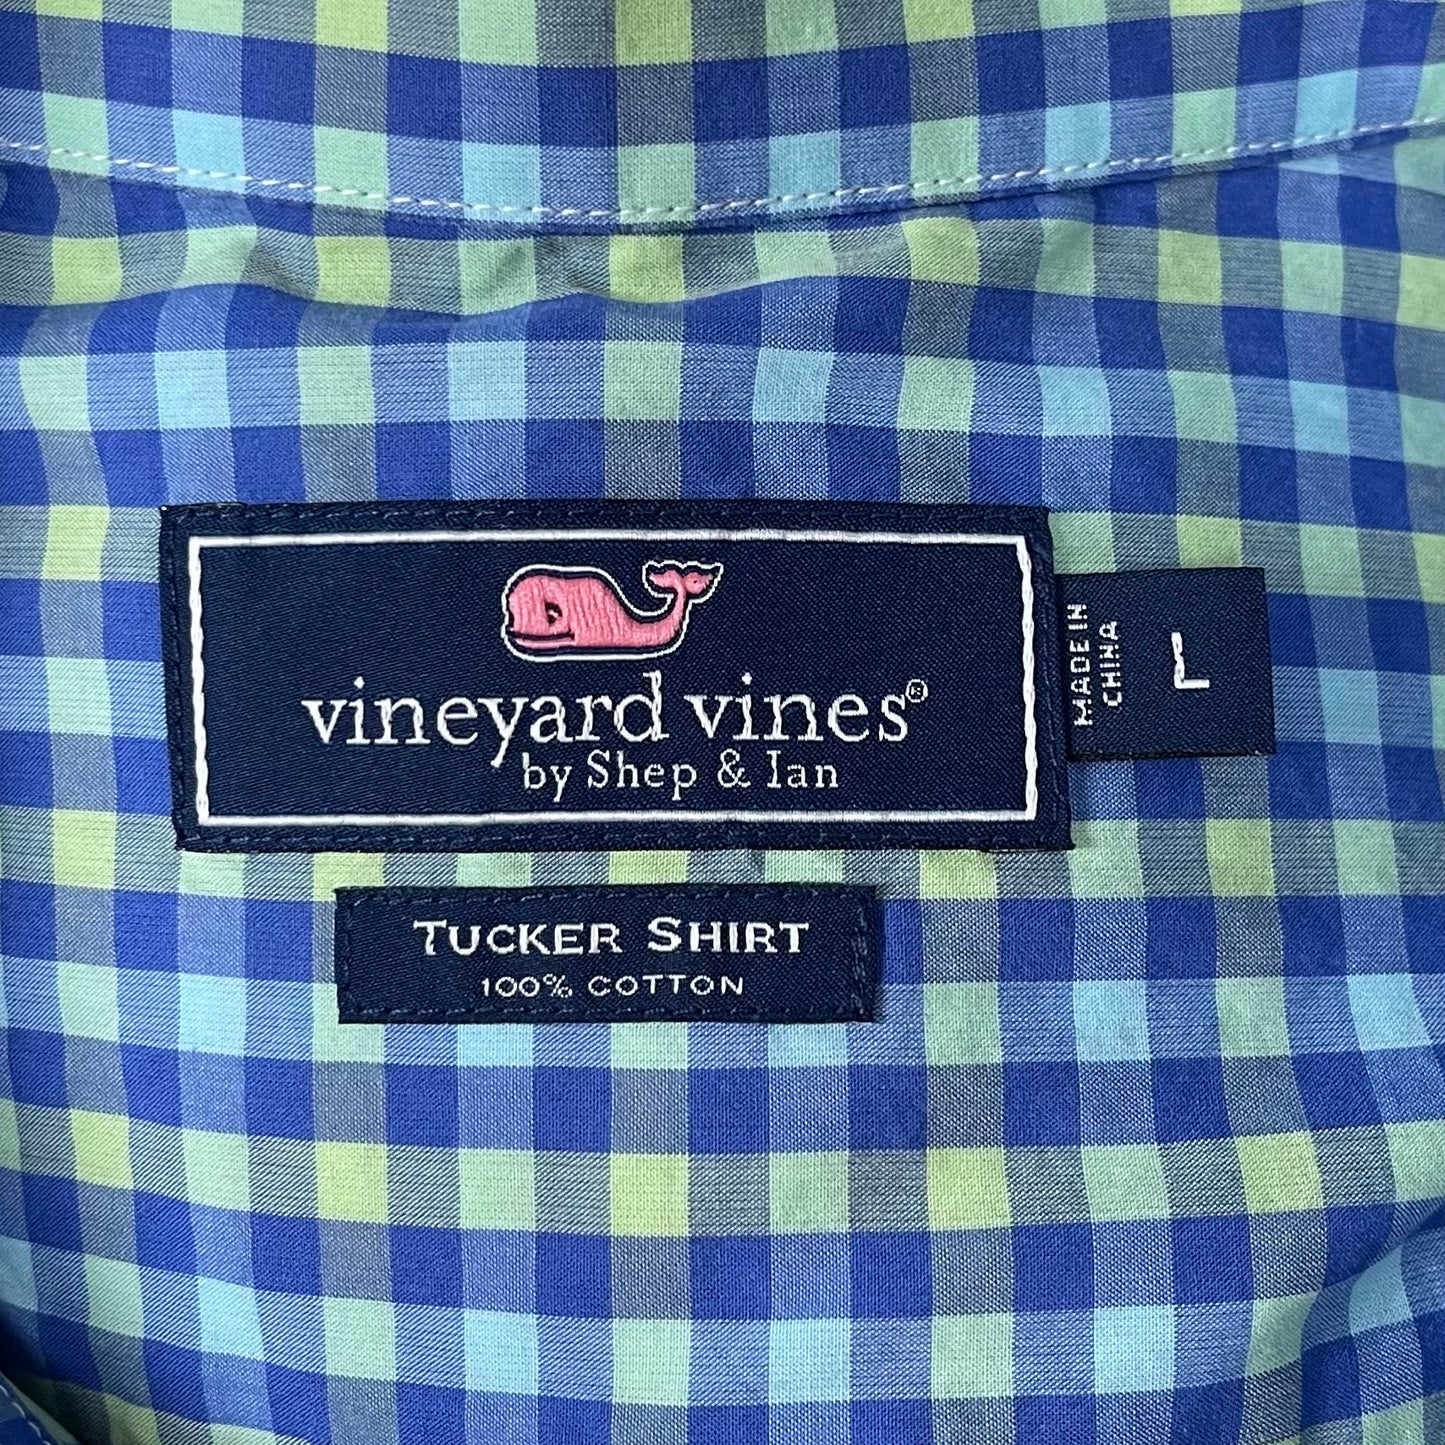 vineyard vines®
by Shep & Ian
MADE IN
CHINA
L
TUCKER SHIRT
100% COTTON